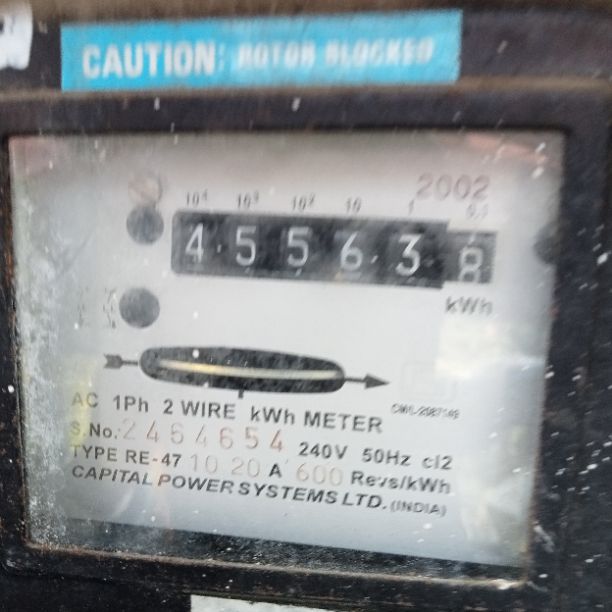 CAUTION: ROTOR BLOCKED
2002
10⁴ 10³ 10² 10 1 0.1
4 5 5 6 3 8
kWh
AC 1Ph 2 WIRE kWh METER
S.No: 2464654 240V 50Hz cl2
TYPE RE-47 10 20 A 600 Revs/kWh
CAPITAL POWER SYSTEMS LTD. (INDIA)